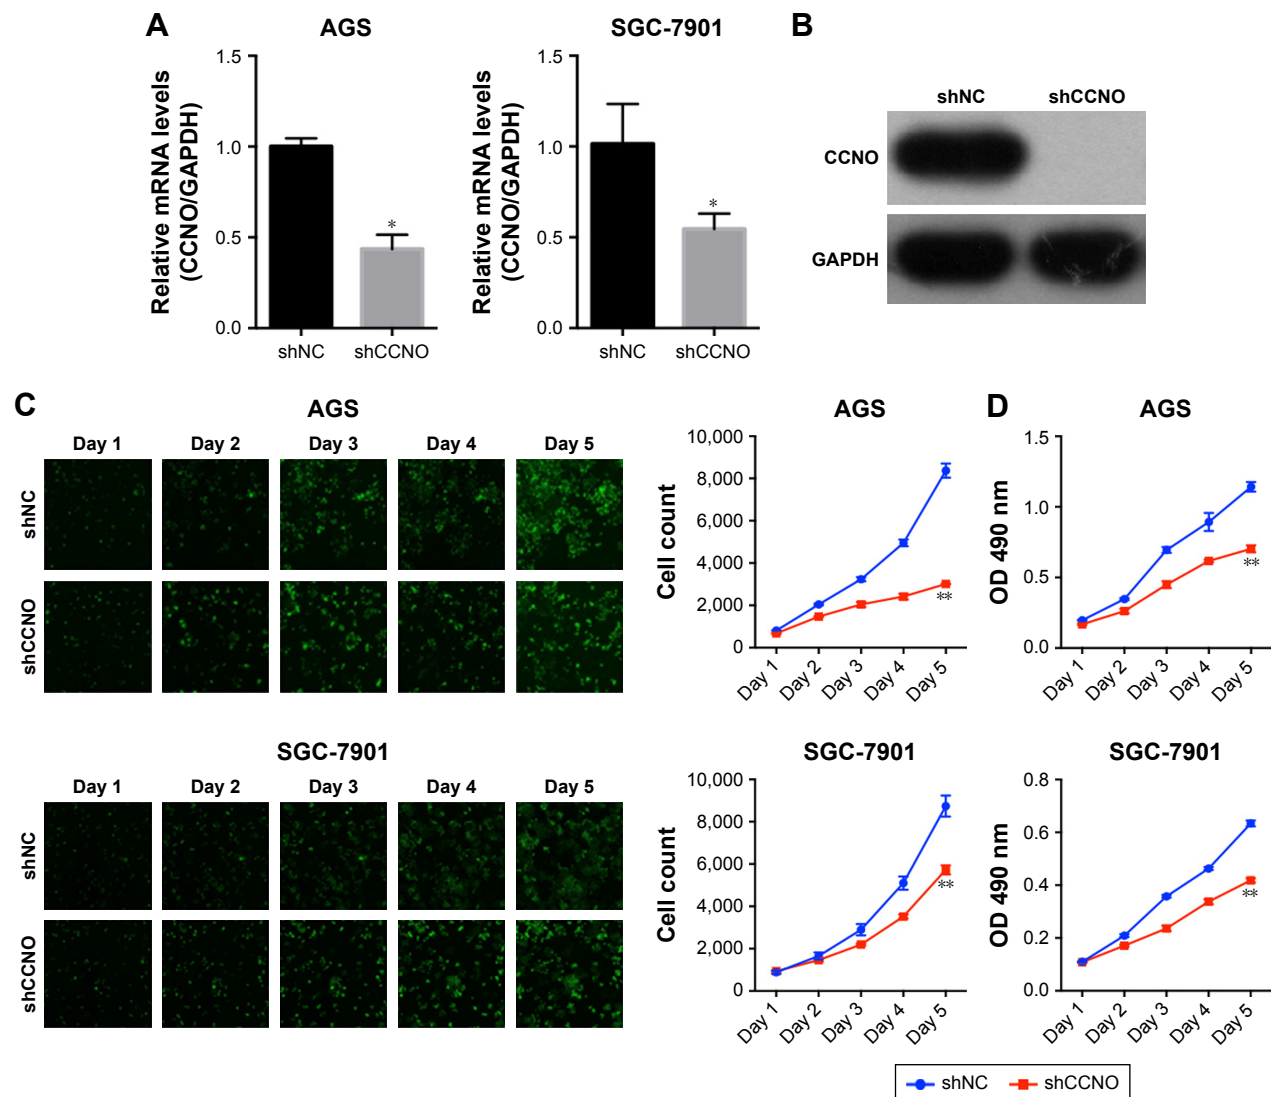 A
AGS
Relative mRNA levels
(CCNO/GAPDH)
1.5
1.0
0.5
0.0
*
shNC
shCCNO
SGC-7901
Relative mRNA levels
(CCNO/GAPDH)
1.5
1.0
0.5
0.0
*
shNC
shCCNO
B
shNC
shCCNO
CCNO
GAPDH
C
AGS
Day 1
Day 2
Day 3
Day 4
Day 5
shNC
shCCNO
AGS
Cell count
10,000
8,000
6,000
4,000
2,000
0
**
Day 1
Day 2
Day 3
Day 4
Day 5
D
AGS
OD 490 nm
1.5
1.0
0.5
0.0
**
Day 1
Day 2
Day 3
Day 4
Day 5
SGC-7901
Day 1
Day 2
Day 3
Day 4
Day 5
shNC
shCCNO
SGC-7901
Cell count
10,000
8,000
6,000
4,000
2,000
0
**
Day 1
Day 2
Day 3
Day 4
Day 5
SGC-7901
OD 490 nm
0.8
0.6
0.4
0.2
0.0
**
Day 1
Day 2
Day 3
Day 4
Day 5
shNC
shCCNO